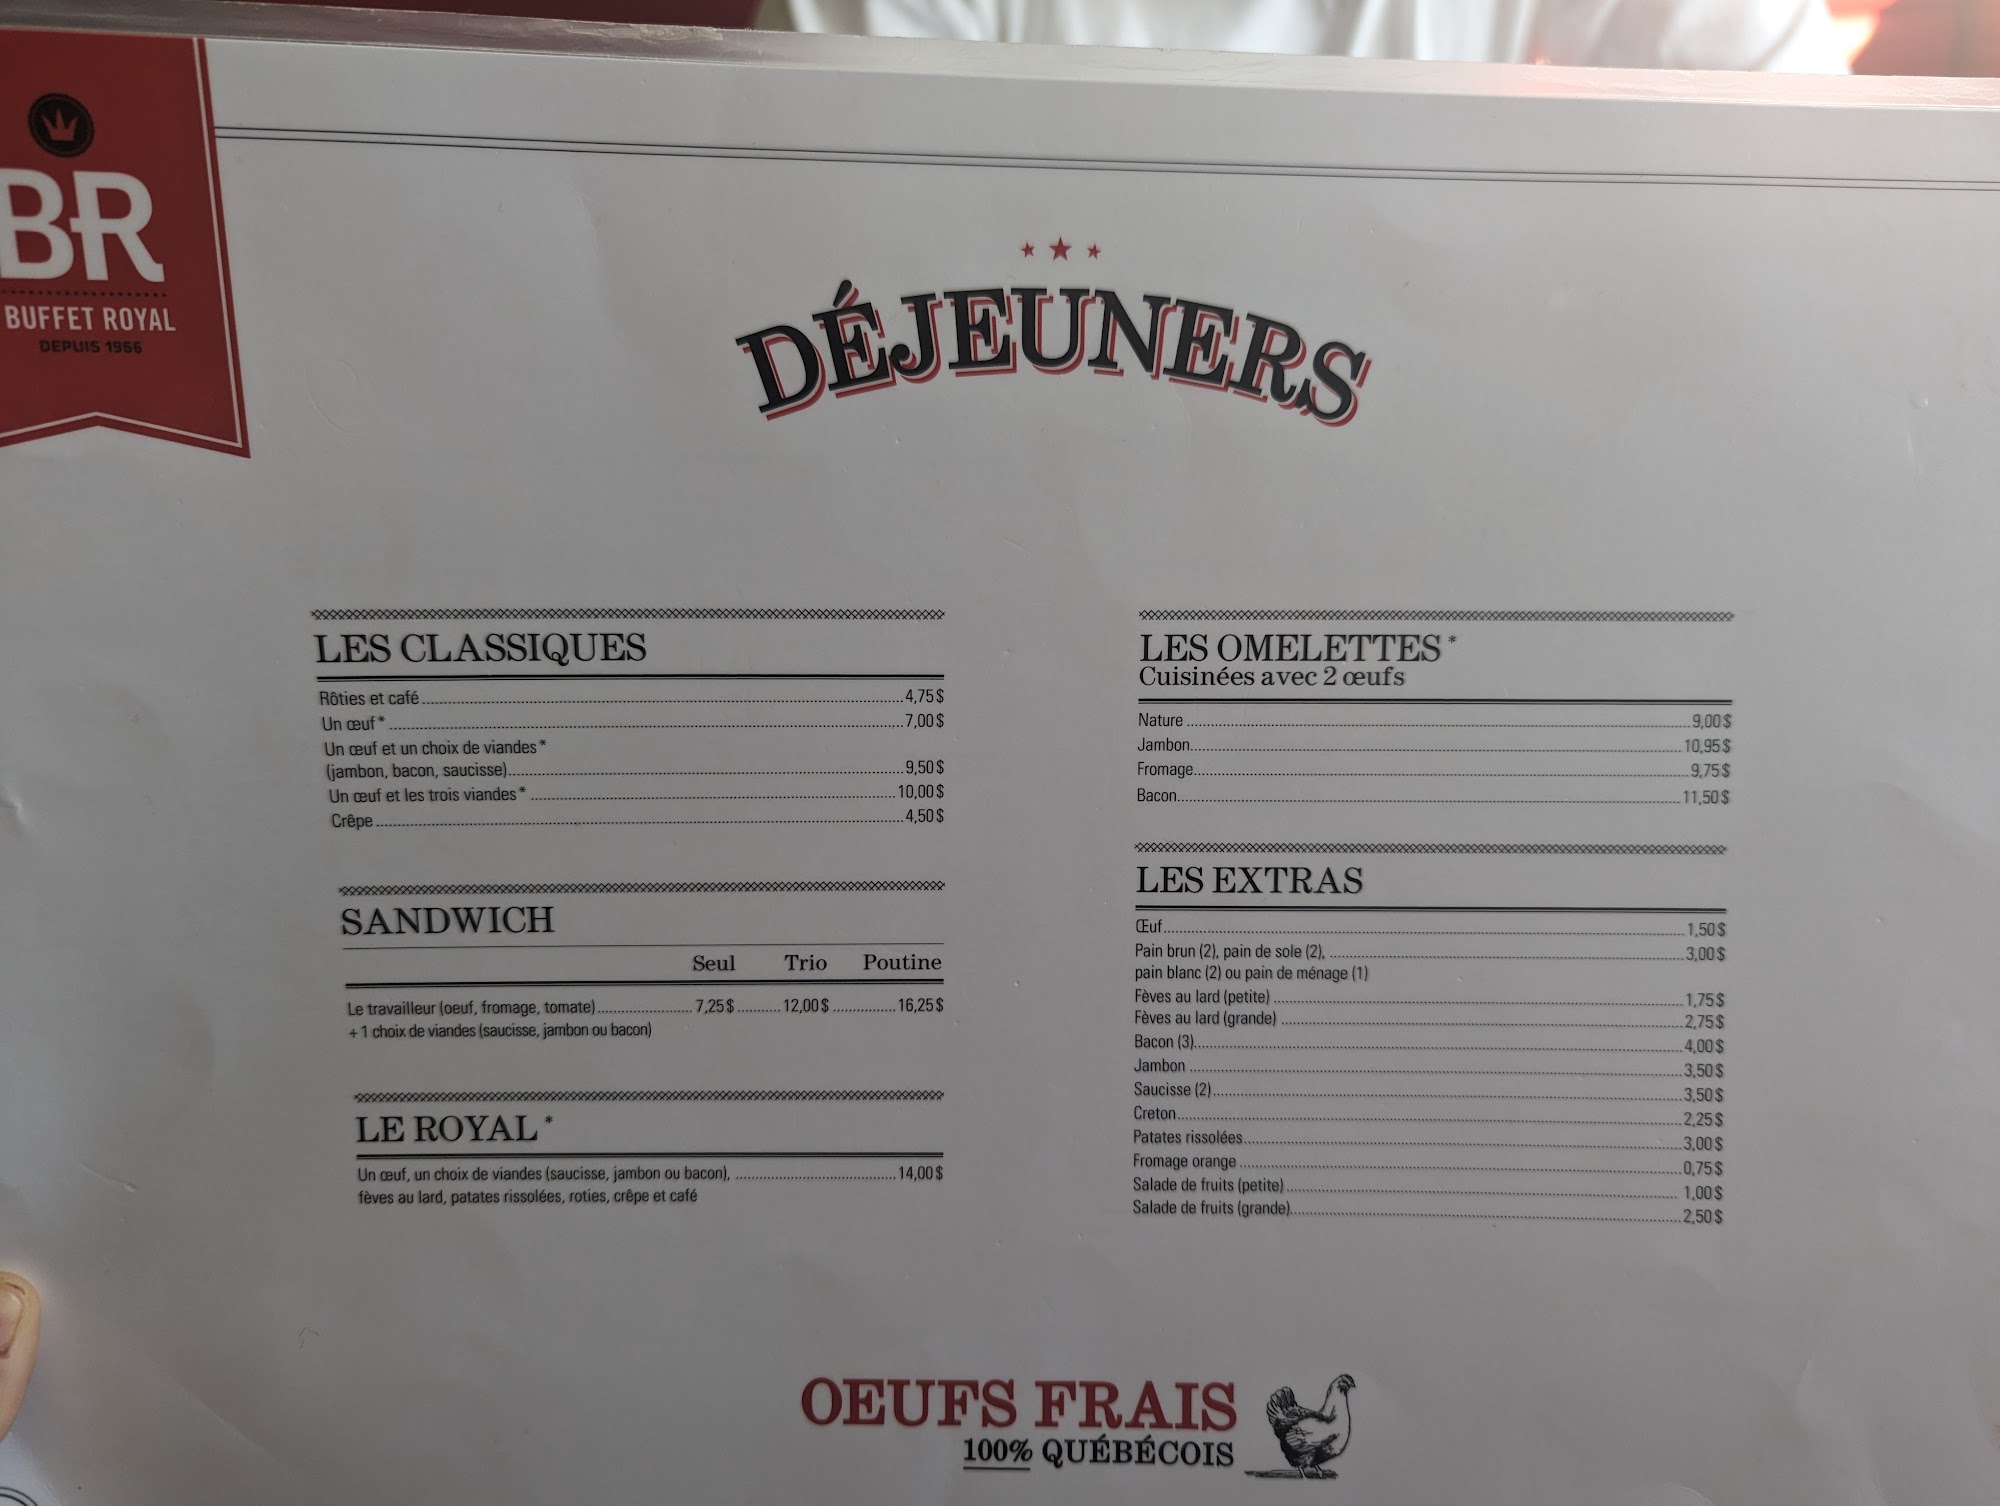 BR
BUFFET ROYAL
DEPUIS 1956
DÉJEUNERS
LES CLASSIQUES
Rôties et café 4,75 $
Un œuf* 7,00 $
Un œuf et un choix de viandes*
(jambon, bacon, saucisse) 9,50 $
Un œuf et les trois viandes* 10,00 $
Crêpe 4,50 $
SANDWICH
Seul Trio Poutine
Le travailleur (oeuf, fromage, tomate) 7,25 $ 12,00 $ 16,25 $
+ 1 choix de viandes (saucisse, jambon ou bacon)
LE ROYAL*
Un œuf, un choix de viandes (saucisse, jambon ou bacon), 14,00 $
fèves au lard, patates rissolées, roties, crêpe et café
LES OMELETTES*
Cuisinées avec 2 œufs
Nature 9,00 $
Jambon 10,95 $
Fromage 9,75 $
Bacon 11,50 $
LES EXTRAS
Œuf 1,50 $
Pain brun (2), pain de sole (2), 3,00 $
pain blanc (2) ou pain de ménage (1)
Fèves au lard (petite) 1,75 $
Fèves au lard (grande) 2,75 $
Bacon (3) 4,00 $
Jambon 3,50 $
Saucisse (2) 3,50 $
Creton 2,25 $
Patates rissolées 3,00 $
Fromage orange 0,75 $
Salade de fruits (petite) 1,00 $
Salade de fruits (grande) 2,50 $
OEUFS FRAIS
100% QUÉBÉCOIS